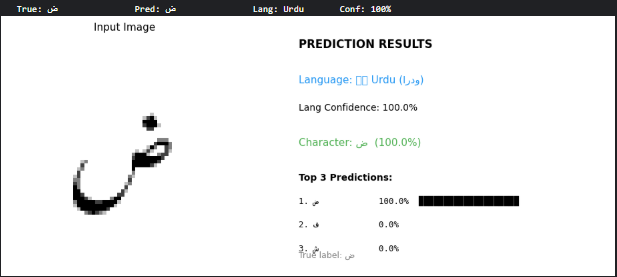 True: ض Pred: ض Lang: Urdu Conf: 100%
Input Image
ض
PREDICTION RESULTS
Language: Urdu (ودرا)
Lang Confidence: 100.0%
Character: ض (100.0%)
Top 3 Predictions:
1. ض 100.0%
2. ف 0.0%
3. ش 0.0%
True label: ض